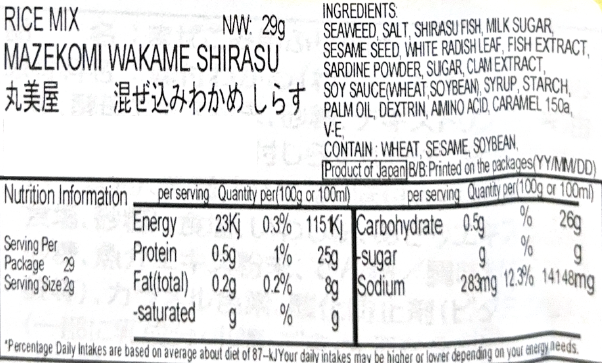 RICE MIX N/W: 29g
MAZEKOMI WAKAME SHIRASU
丸美屋 混ぜ込みわかめ しらす
INGREDIENTS:
SEAWEED, SALT, SHIRASU FISH, MILK SUGAR,
SESAME SEED, WHITE RADISH LEAF, FISH EXTRACT,
SARDINE POWDER, SUGAR, CLAM EXTRACT,
SOY SAUCE(WHEAT,SOYBEAN), SYRUP, STARCH,
PALM OIL, DEXTRIN, AMINO ACID, CARAMEL 150a,
V-E,
CONTAIN : WHEAT, SESAME, SOYBEAN,
Product of Japan B/B:Printed on the packages(YY/MM/DD)
Nutrition Information
Serving Per
Package 29
Serving Size 2g
per serving Quantity per(100g or 100ml)
Energy 23Kj 0.3% 1151Kj
Protein 0.5g 1% 25g
Fat(total) 0.2g 0.2% 8g
-saturated g % g
per serving Quantity per(100g or 100ml)
Carbohydrate 0.5g % 26g
-sugar g % g
Sodium 283mg 12.3% 14148mg
*Percentage Daily Intakes are based on average about diet of 87--kJYour daily intakes may be higher or lower depending on your energy needs.